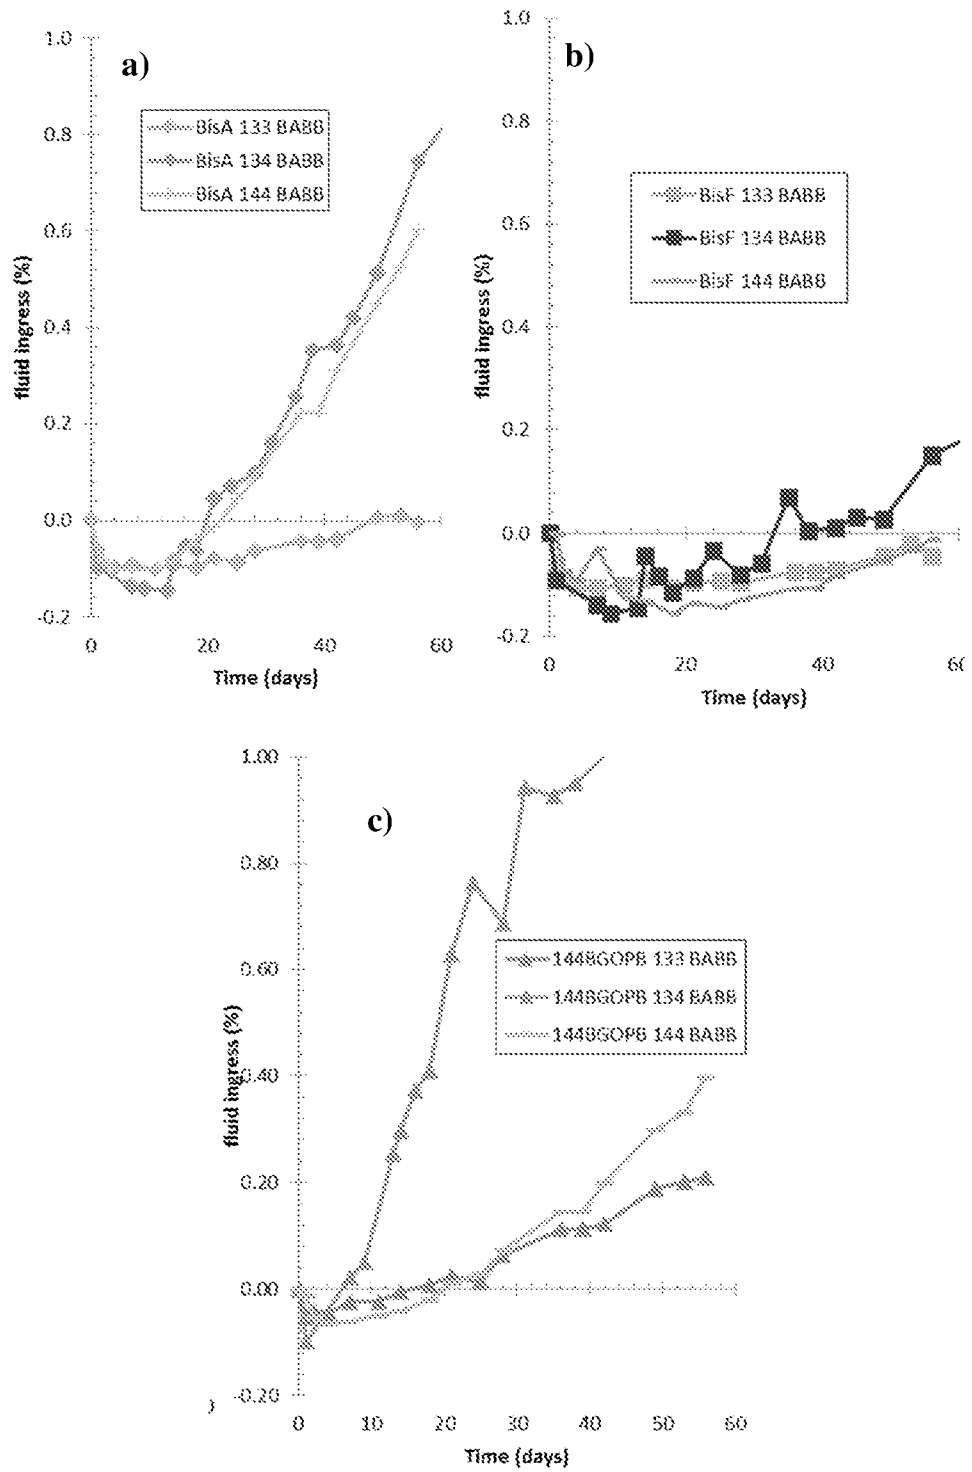 a)
1.0
0.8
0.6
0.4
0.2
0.0
-0.2
fluid ingress (%)
BisA 133 BABB
BisA 134 BABB
BisA 144 BABB
0
20
40
60
Time (days)
b)
1.0
0.8
0.6
0.4
0.2
0.0
-0.2
fluid ingress (%)
BisF 133 BABB
BisF 134 BABB
BisF 144 BABB
0
20
40
60
Time (days)
c)
1.00
0.80
0.60
0.40
0.20
0.00
-0.20
fluid ingress (%)
144BGOPB 133 BABB
144BGOPB 134 BABB
144BGOPB 144 BABB
0
10
20
30
40
50
60
Time (days)